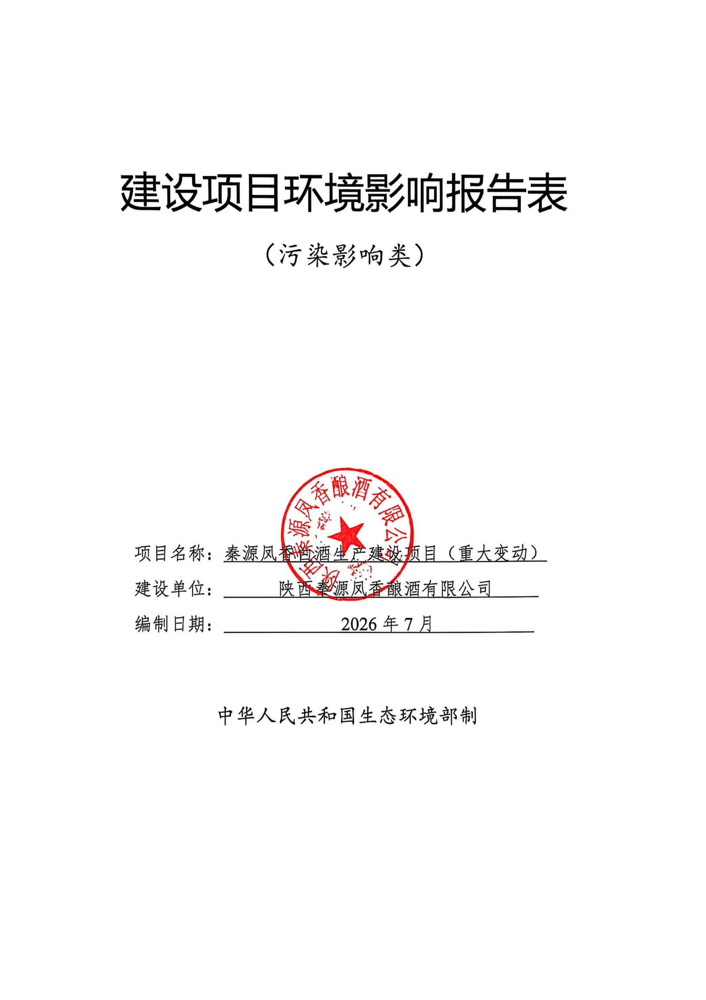 建设项目环境影响报告表
（污染影响类）
陕西秦源凤香酿酒有限公司
项目名称：秦源凤香白酒生产建设项目（重大变动）
建设单位：陕西秦源凤香酿酒有限公司
编制日期：2026年7月
中华人民共和国生态环境部制